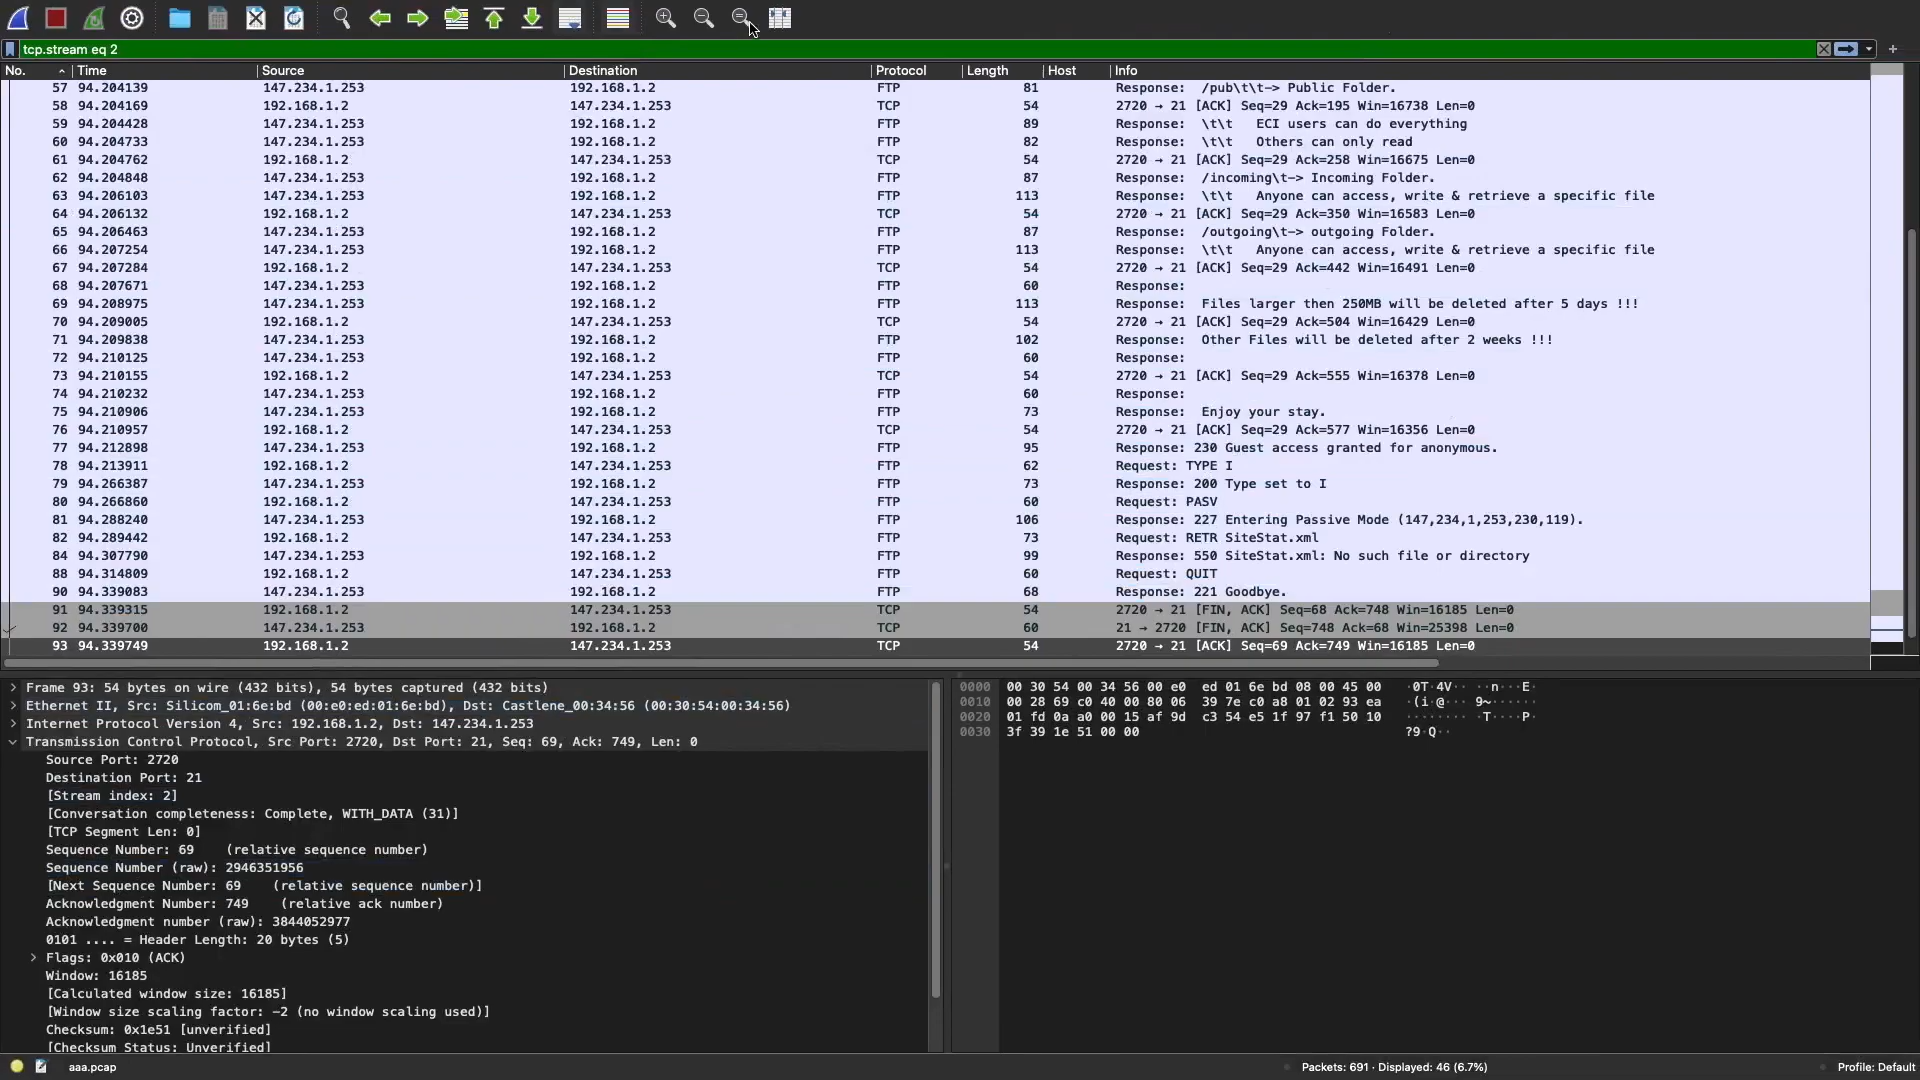 tcp.stream eq 2
No. Time Source Destination Protocol Length Host Info
57 94.204139 147.234.1.253 192.168.1.2 FTP 81 Response:  /pub\t\t-> Public Folder.
58 94.204169 147.234.1.253 192.168.1.2 TCP 54 2720 → 21 [ACK] Seq=29 Ack=195 Win=16738 Len=0
59 94.204428 147.234.1.253 192.168.1.2 FTP 89 Response:  \t\t   ECI users can do everything
60 94.204733 147.234.1.253 192.168.1.2 FTP 82 Response:  \t\t   Others can only read
61 94.204762 192.168.1.2 147.234.1.253 TCP 54 2720 → 21 [ACK] Seq=29 Ack=258 Win=16675 Len=0
62 94.204848 147.234.1.253 192.168.1.2 FTP 87 Response:  /incoming\t-> Incoming Folder.
63 94.206103 147.234.1.253 192.168.1.2 FTP 113 Response:  \t\t   Anyone can access, write & retrieve a specific file
64 94.206132 192.168.1.2 147.234.1.253 TCP 54 2720 → 21 [ACK] Seq=29 Ack=350 Win=16583 Len=0
65 94.206463 147.234.1.253 192.168.1.2 FTP 87 Response:  /outgoing\t-> outgoing Folder.
66 94.207254 147.234.1.253 192.168.1.2 FTP 113 Response:  \t\t   Anyone can access, write & retrieve a specific file
67 94.207284 192.168.1.2 147.234.1.253 TCP 54 2720 → 21 [ACK] Seq=29 Ack=442 Win=16491 Len=0
68 94.207671 147.234.1.253 192.168.1.2 FTP 60 Response:
69 94.208975 147.234.1.253 192.168.1.2 FTP 113 Response:  Files larger then 250MB will be deleted after 5 days !!!
70 94.209005 192.168.1.2 147.234.1.253 TCP 54 2720 → 21 [ACK] Seq=29 Ack=504 Win=16429 Len=0
71 94.209838 147.234.1.253 192.168.1.2 FTP 102 Response:  Other Files will be deleted after 2 weeks !!!
72 94.210125 147.234.1.253 192.168.1.2 FTP 60 Response:
73 94.210155 192.168.1.2 147.234.1.253 TCP 54 2720 → 21 [ACK] Seq=29 Ack=555 Win=16378 Len=0
74 94.210232 147.234.1.253 192.168.1.2 FTP 60 Response:
75 94.210906 147.234.1.253 192.168.1.2 FTP 73 Response:  Enjoy your stay.
76 94.210957 192.168.1.2 147.234.1.253 TCP 54 2720 → 21 [ACK] Seq=29 Ack=577 Win=16356 Len=0
77 94.212898 147.234.1.253 192.168.1.2 FTP 95 Response: 230 Guest access granted for anonymous.
78 94.213911 192.168.1.2 147.234.1.253 FTP 62 Request: TYPE I
79 94.266387 147.234.1.253 192.168.1.2 FTP 73 Response: 200 Type set to I
80 94.266860 192.168.1.2 147.234.1.253 FTP 60 Request: PASV
81 94.288240 147.234.1.253 192.168.1.2 FTP 106 Response: 227 Entering Passive Mode (147,234,1,253,230,119).
82 94.289442 192.168.1.2 147.234.1.253 FTP 73 Request: RETR SiteStat.xml
84 94.307790 147.234.1.253 192.168.1.2 FTP 99 Response: 550 SiteStat.xml: No such file or directory
88 94.314809 192.168.1.2 147.234.1.253 FTP 60 Request: QUIT
90 94.339083 147.234.1.253 192.168.1.2 FTP 68 Response: 221 Goodbye.
91 94.339315 192.168.1.2 147.234.1.253 TCP 54 2720 → 21 [FIN, ACK] Seq=68 Ack=748 Win=16185 Len=0
92 94.339700 147.234.1.253 192.168.1.2 TCP 60 21 → 2720 [FIN, ACK] Seq=748 Ack=68 Win=25398 Len=0
93 94.339749 192.168.1.2 147.234.1.253 TCP 54 2720 → 21 [ACK] Seq=69 Ack=749 Win=16185 Len=0
Frame 93: 54 bytes on wire (432 bits), 54 bytes captured (432 bits)
Ethernet II, Src: Silicom_01:6e:bd (00:e0:ed:01:6e:bd), Dst: Castlene_00:34:56 (00:30:54:00:34:56)
Internet Protocol Version 4, Src: 192.168.1.2, Dst: 147.234.1.253
Transmission Control Protocol, Src Port: 2720, Dst Port: 21, Seq: 69, Ack: 749, Len: 0
Source Port: 2720
Destination Port: 21
[Stream index: 2]
[Conversation completeness: Complete, WITH_DATA (31)]
[TCP Segment Len: 0]
Sequence Number: 69    (relative sequence number)
Sequence Number (raw): 2946351956
[Next Sequence Number: 69    (relative sequence number)]
Acknowledgment Number: 749    (relative ack number)
Acknowledgment number (raw): 3844052977
0101 .... = Header Length: 20 bytes (5)
Flags: 0x010 (ACK)
Window: 16185
[Calculated window size: 16185]
[Window size scaling factor: -2 (no window scaling used)]
Checksum: 0x1e51 [unverified]
[Checksum Status: Unverified]
0000 00 30 54 00 34 56 00 e0 ed 01 6e bd 08 00 45 00 ·0T·4V·· ··n···E·
0010 00 28 69 c0 40 00 80 06 39 7e c0 a8 01 02 93 ea ·(i·@··· 9~······
0020 01 fd 0a a0 00 15 af 9d c3 54 e5 1f 97 f1 50 10 ········ ·T····P·
0030 3f 39 1e 51 00 00 ?9·Q··
aaa.pcap
Packets: 691 · Displayed: 46 (6.7%)
Profile: Default